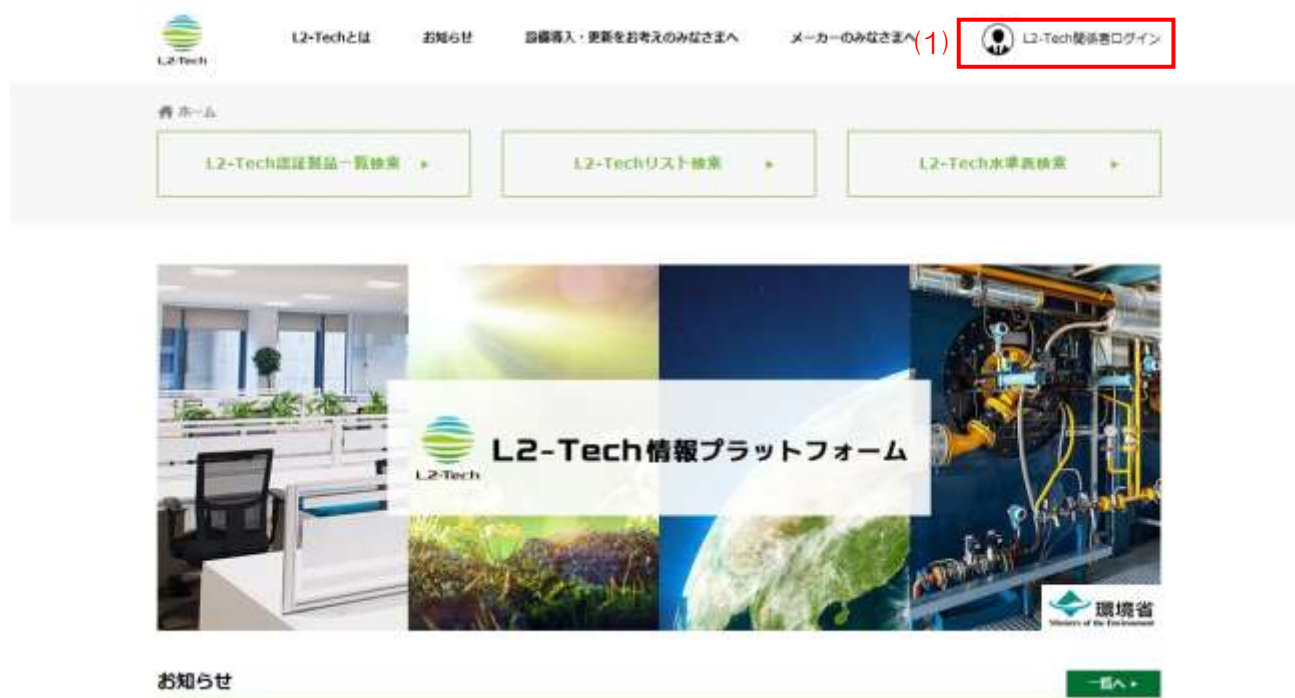 L2-Tech
L2-Techとは
お知らせ
設備導入・更新をお考えのみなさまへ
メーカーのみなさまへ
(1)
L2-Tech関係者ログイン
ホーム
L2-Tech認証製品一覧検索
L2-Techリスト検索
L2-Tech水準表検索
L2-Tech
L2-Tech情報プラットフォーム
環境省
Ministry of the Environment
お知らせ
一覧へ